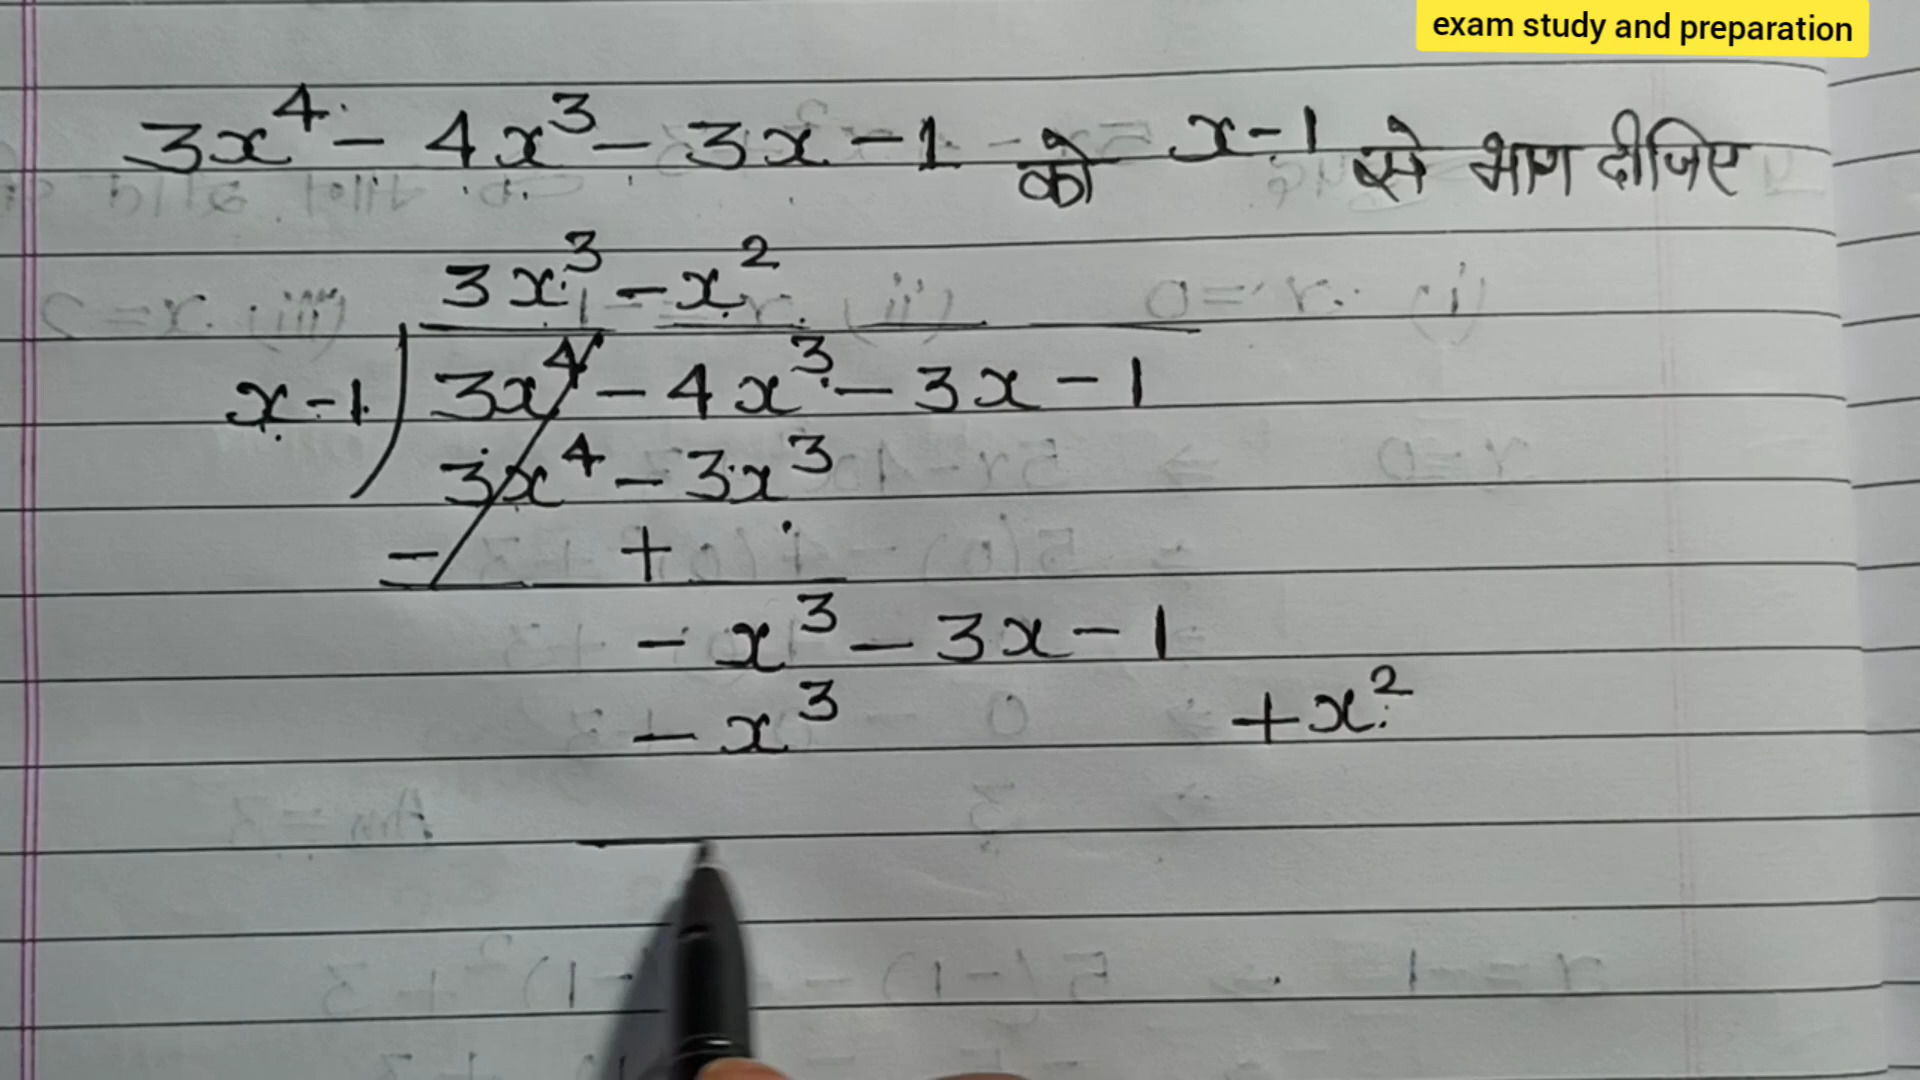 exam study and preparation
3x⁴ - 4x³ - 3x - 1 को x-1 से भाग दीजिए
3x³ - x²
x-1 ) 3x⁴ - 4x³ - 3x - 1
3x⁴ - 3x³
- +
- x³ - 3x - 1
- x³ + x²